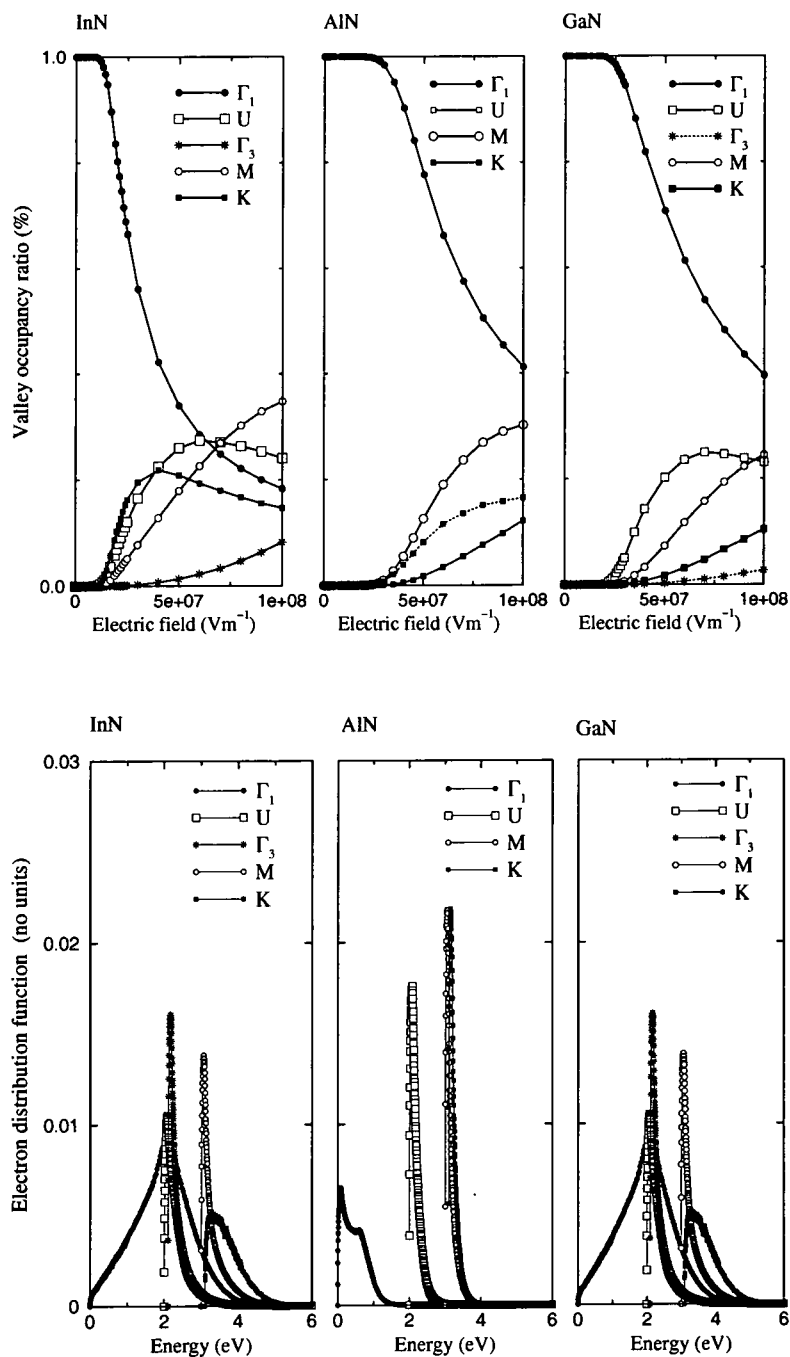 InN
AlN
GaN
Valley occupancy ratio (%)
1.0
0.0
Γ₁
U
Γ₃
M
K
Γ₁
U
M
K
Γ₁
U
Γ₃
M
K
0 5e+07 1e+08
0 5e+07 1e+08
0 5e+07 1e+08
Electric field (Vm⁻¹)
Electric field (Vm⁻¹)
Electric field (Vm⁻¹)
InN
AlN
GaN
Electron distribution function (no units)
0.03
0.02
0.01
0
Γ₁
U
Γ₃
M
K
Γ₁
U
M
K
Γ₁
U
Γ₃
M
K
0 2 4 6
0 2 4 6
0 2 4 6
Energy (eV)
Energy (eV)
Energy (eV)